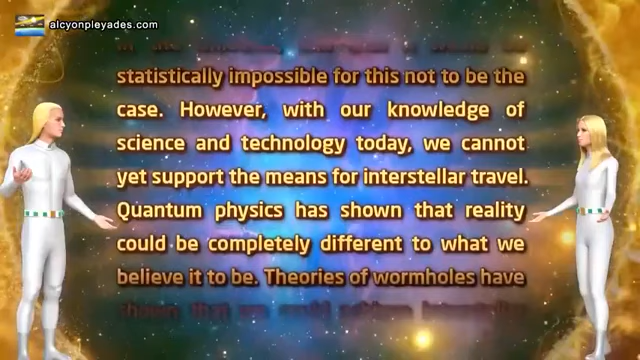 alcyonpleyades.com
statistically impossible for this not to be the
case. However, with our knowledge of
science and technology today, we cannot
yet support the means for interstellar travel.
Quantum physics has shown that reality
could be completely different to what we
believe it to be. Theories of wormholes have